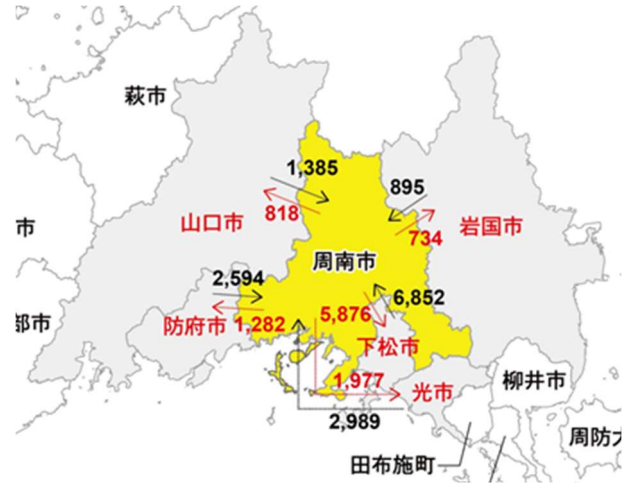 萩市
1,385
895
818
山口市
岩国市
734
市
周南市
2,594
6,852
部市
防府市
1,282
5,876
下松市
1,977
光市
柳井市
2,989
周防大
田布施町